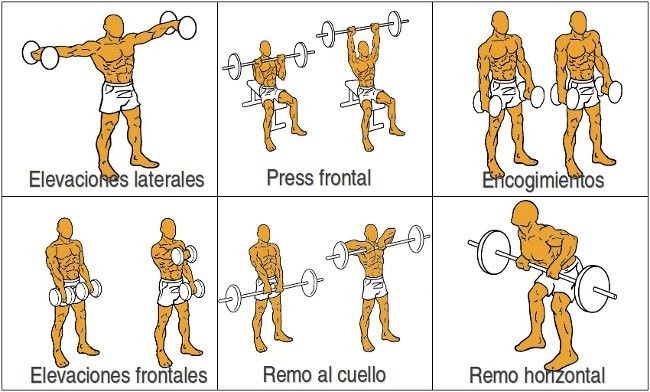 Elevaciones laterales
Press frontal
Encogimientos
Elevaciones frontales
Remo al cuello
Remo horizontal